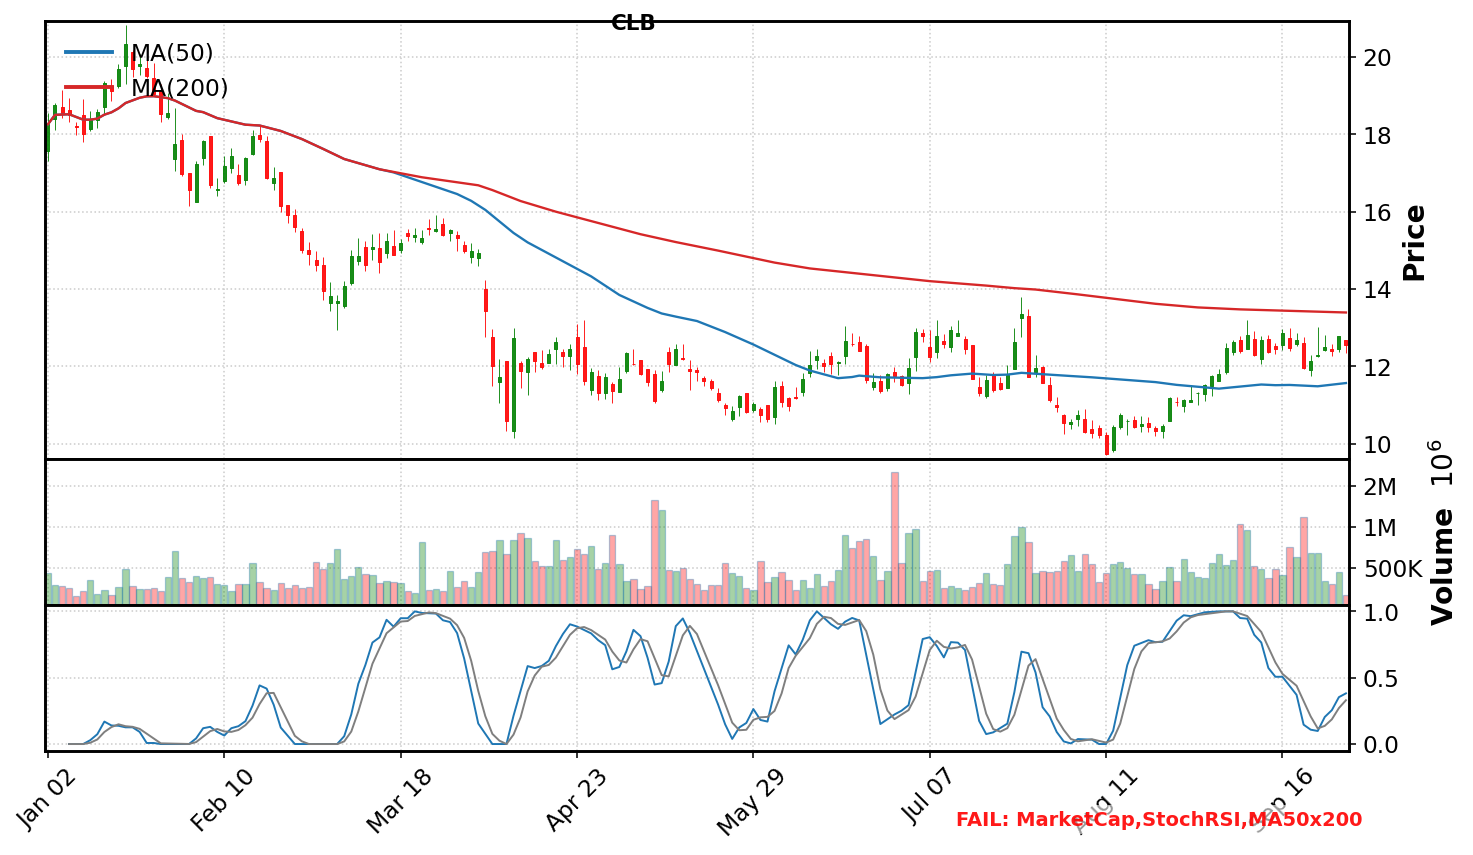 CLB
MA(50)
MA(200)
20
18
16
14
12
10
Price
2M
1M
500K
Volume 10⁶
1.0
0.5
0.0
Jan 02
Feb 10
Mar 18
Apr 23
May 29
Jul 07
Aug 11
Sep 16
FAIL: MarketCap,StochRSI,MA50x200